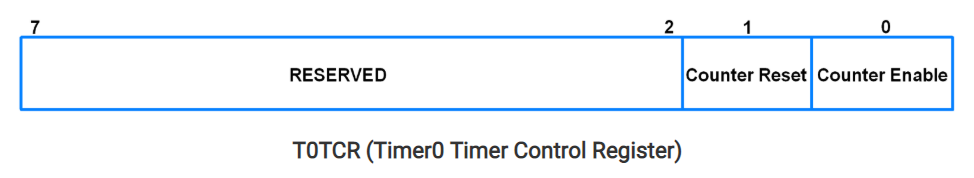 7 2 1 0
RESERVED Counter Reset Counter Enable
T0TCR (Timer0 Timer Control Register)